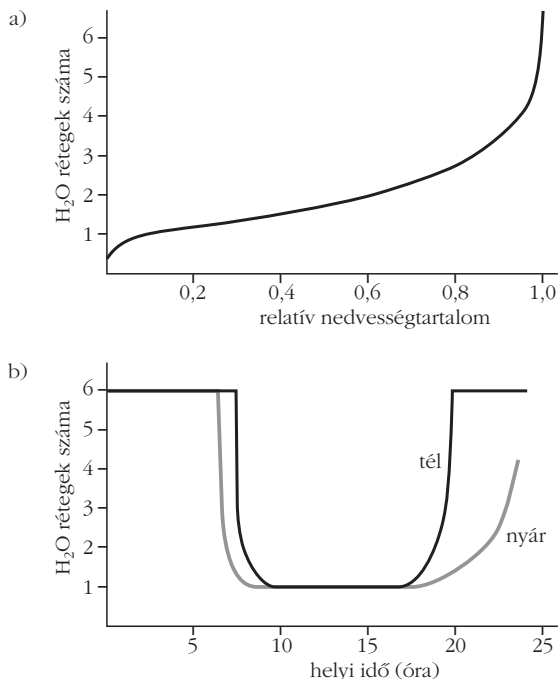 a)
H₂O rétegek száma
6
5
4
3
2
1
0,2 0,4 0,6 0,8 1,0
relatív nedvességtartalom
b)
H₂O rétegek száma
6
5
4
3
2
1
tél
nyár
5 10 15 20 25
helyi idő (óra)